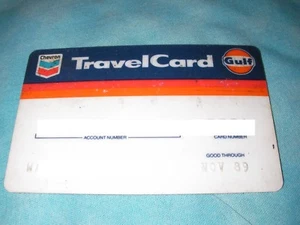 Chevron TravelCard Gulf
ACCOUNT NUMBER CARD NUMBER
GOOD THROUGH